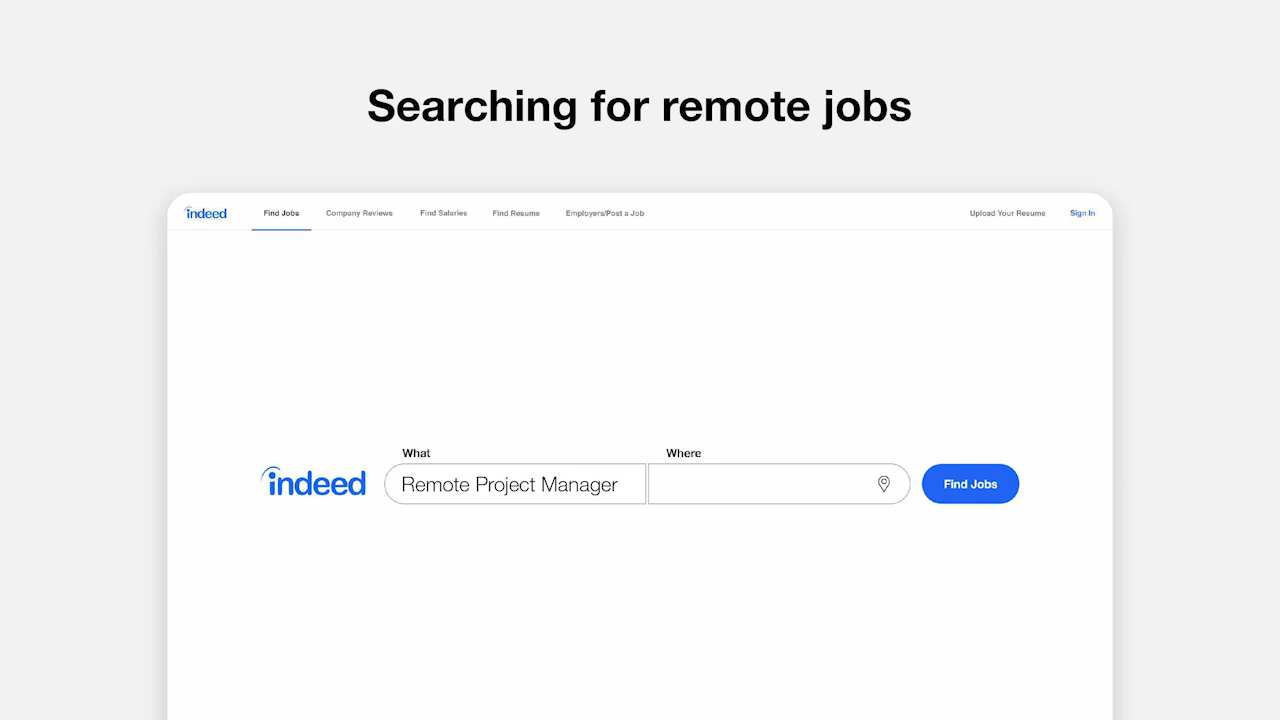 Searching for remote jobs
indeed Find Jobs Company Reviews Find Salaries Find Resume Employers/Post a Job Upload Your Resume Sign In
What Where
indeed Remote Project Manager Find Jobs